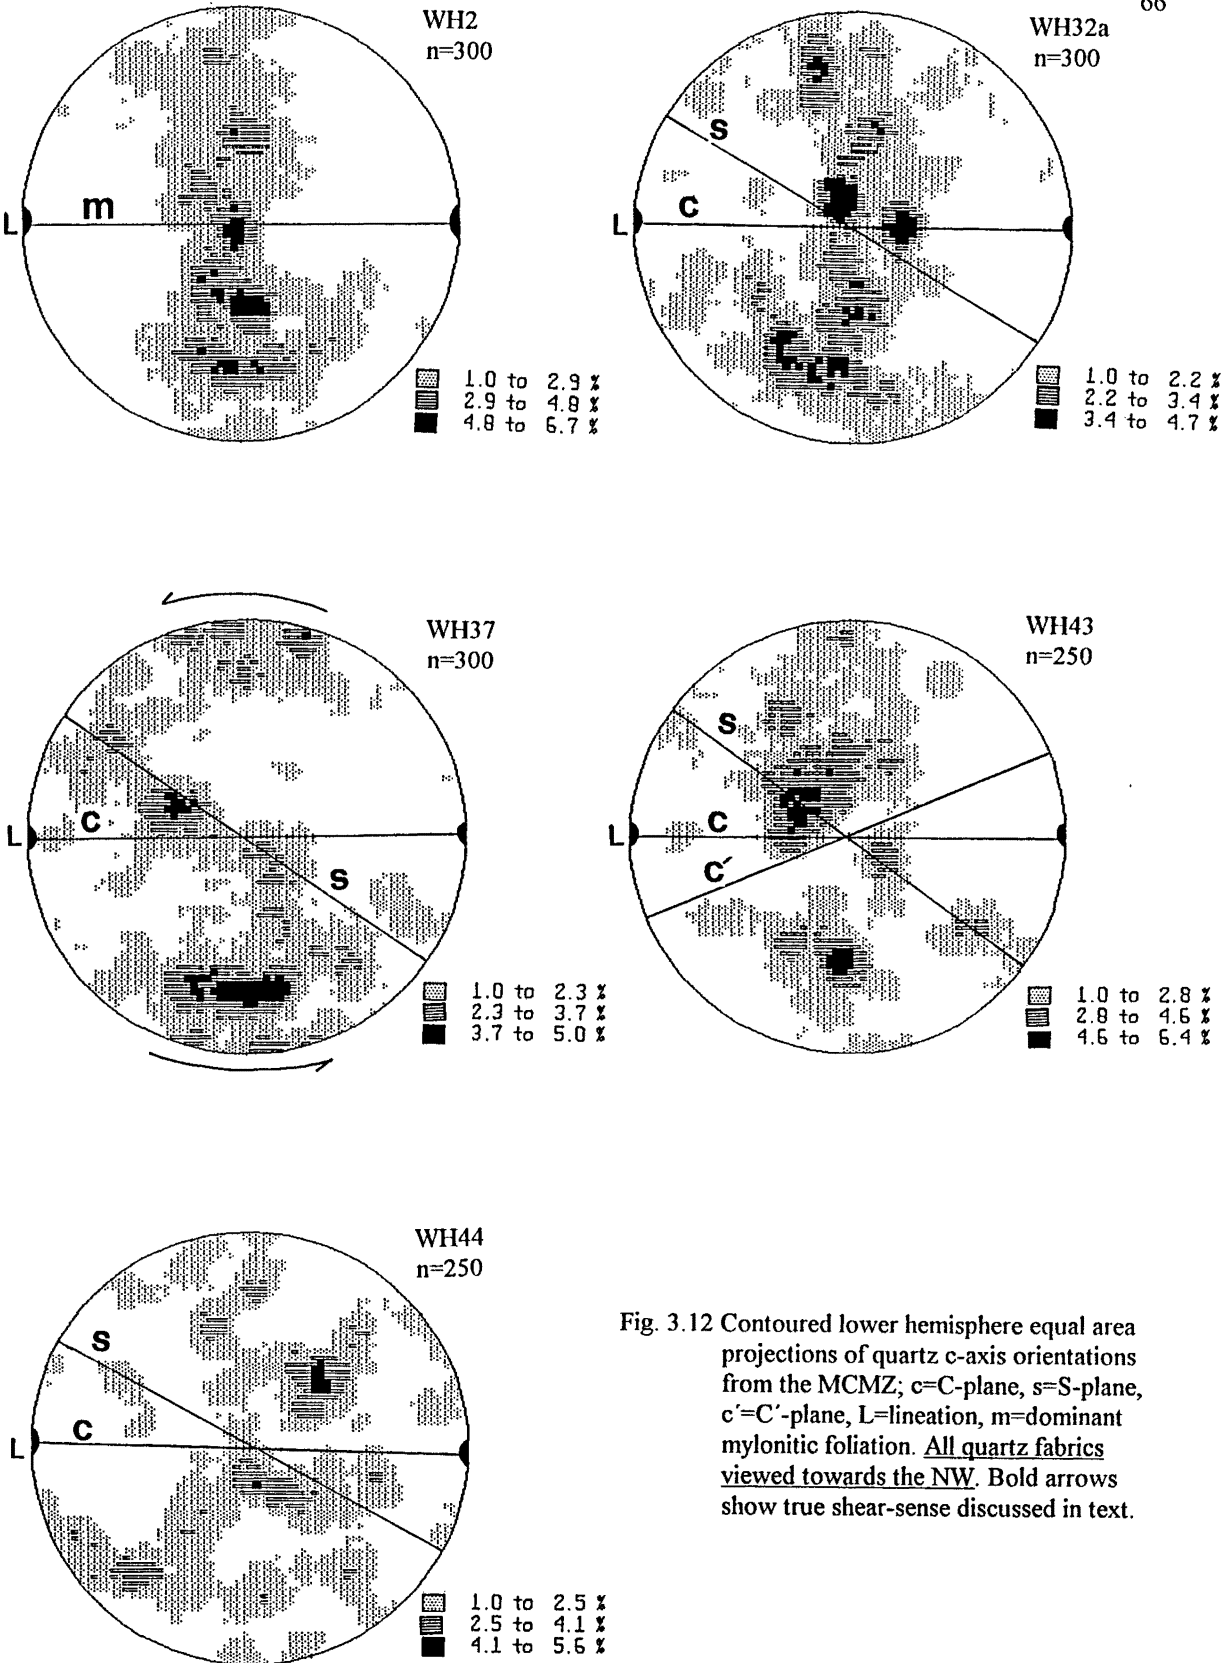 66
WH2
n=300
m
L
1.0 to 2.9 %
2.9 to 4.8 %
4.8 to 6.7 %
WH32a
n=300
s
c
L
1.0 to 2.2 %
2.2 to 3.4 %
3.4 to 4.7 %
WH37
n=300
c
L
s
1.0 to 2.3 %
2.3 to 3.7 %
3.7 to 5.0 %
WH43
n=250
s
c
L
c´
1.0 to 2.8 %
2.8 to 4.6 %
4.6 to 6.4 %
WH44
n=250
s
c
L
1.0 to 2.5 %
2.5 to 4.1 %
4.1 to 5.6 %
Fig. 3.12 Contoured lower hemisphere equal area
projections of quartz c-axis orientations
from the MCMZ; c=C-plane, s=S-plane,
c´=C´-plane, L=lineation, m=dominant
mylonitic foliation. All quartz fabrics
viewed towards the NW. Bold arrows
show true shear-sense discussed in text.